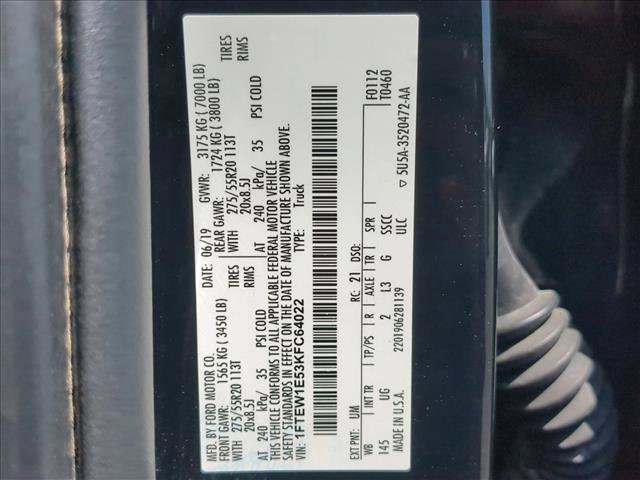 MFD. BY FORD MOTOR CO.
DATE: 06/19 GVWR: 3175 KG ( 7000 LB)
FRONT GAWR: 1565 KG ( 3450 LB) REAR GAWR: 1724 KG ( 3800 LB)
WITH 275/55R20 113T TIRES WITH 275/55R20 113T TIRES
20x8.5J RIMS 20x8.5J RIMS
AT 240 kPa/ 35 PSI COLD AT 240 kPa/ 35 PSI COLD
THIS VEHICLE CONFORMS TO ALL APPLICABLE FEDERAL MOTOR VEHICLE
SAFETY STANDARDS IN EFFECT ON THE DATE OF MANUFACTURE SHOWN ABOVE.
VIN: 1FTEW1E53KFC64022 Truck
F0112
T0460
EXT PNT: UM RC: 21 DSO:
WB INT TR TP/PS R AXLE TR SPR
145 UG 2 L3 G SSCC
MADE IN U.S.A. 2201906281139 ULC
▽ 5U5A-3520472-AA